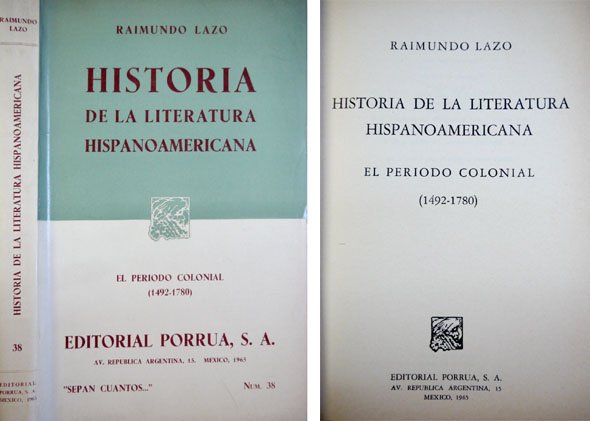 RAIMUNDO
LAZO
HISTORIA DE LA LITERATURA HISPANOAMERICANA
38
EDITORIAL
PORRUA, S. A.
MEXICO, 1965
RAIMUNDO LAZO
HISTORIA
DE LA LITERATURA
HISPANOAMERICANA
EL PERIODO COLONIAL
(1492-1780)
EDITORIAL PORRUA, S. A.
AV. REPUBLICA ARGENTINA, 15. MEXICO, 1965
"SEPAN CUANTOS..." NÚM. 38
RAIMUNDO LAZO
HISTORIA DE LA LITERATURA
HISPANOAMERICANA
EL PERIODO COLONIAL
(1492-1780)
EDITORIAL PORRUA, S. A.
AV. REPUBLICA ARGENTINA, 15
MEXICO, 1965